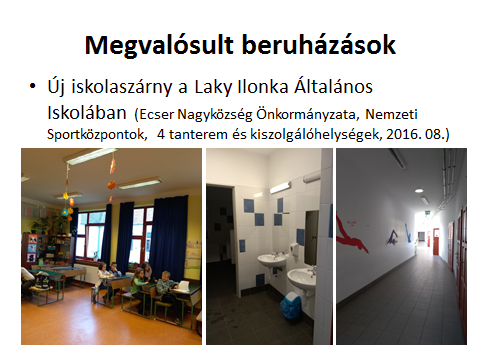 Megvalósult beruházások
• Új iskolaszárny a Laky Ilonka Általános
Iskolában (Ecser Nagyközség Önkormányzata, Nemzeti
Sportközpontok, 4 tanterem és kiszolgálóhelységek, 2016. 08.)